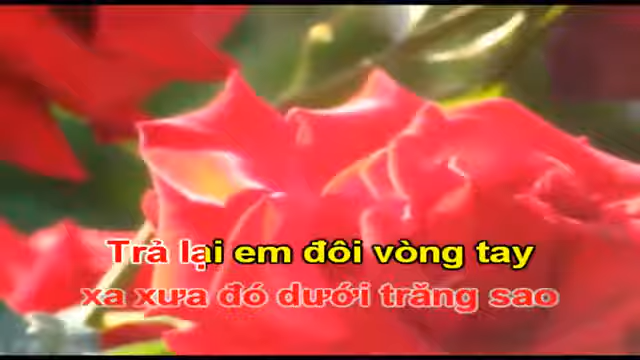 Trả lại em đôi vòng tay
xa xưa đó dưới trăng sao